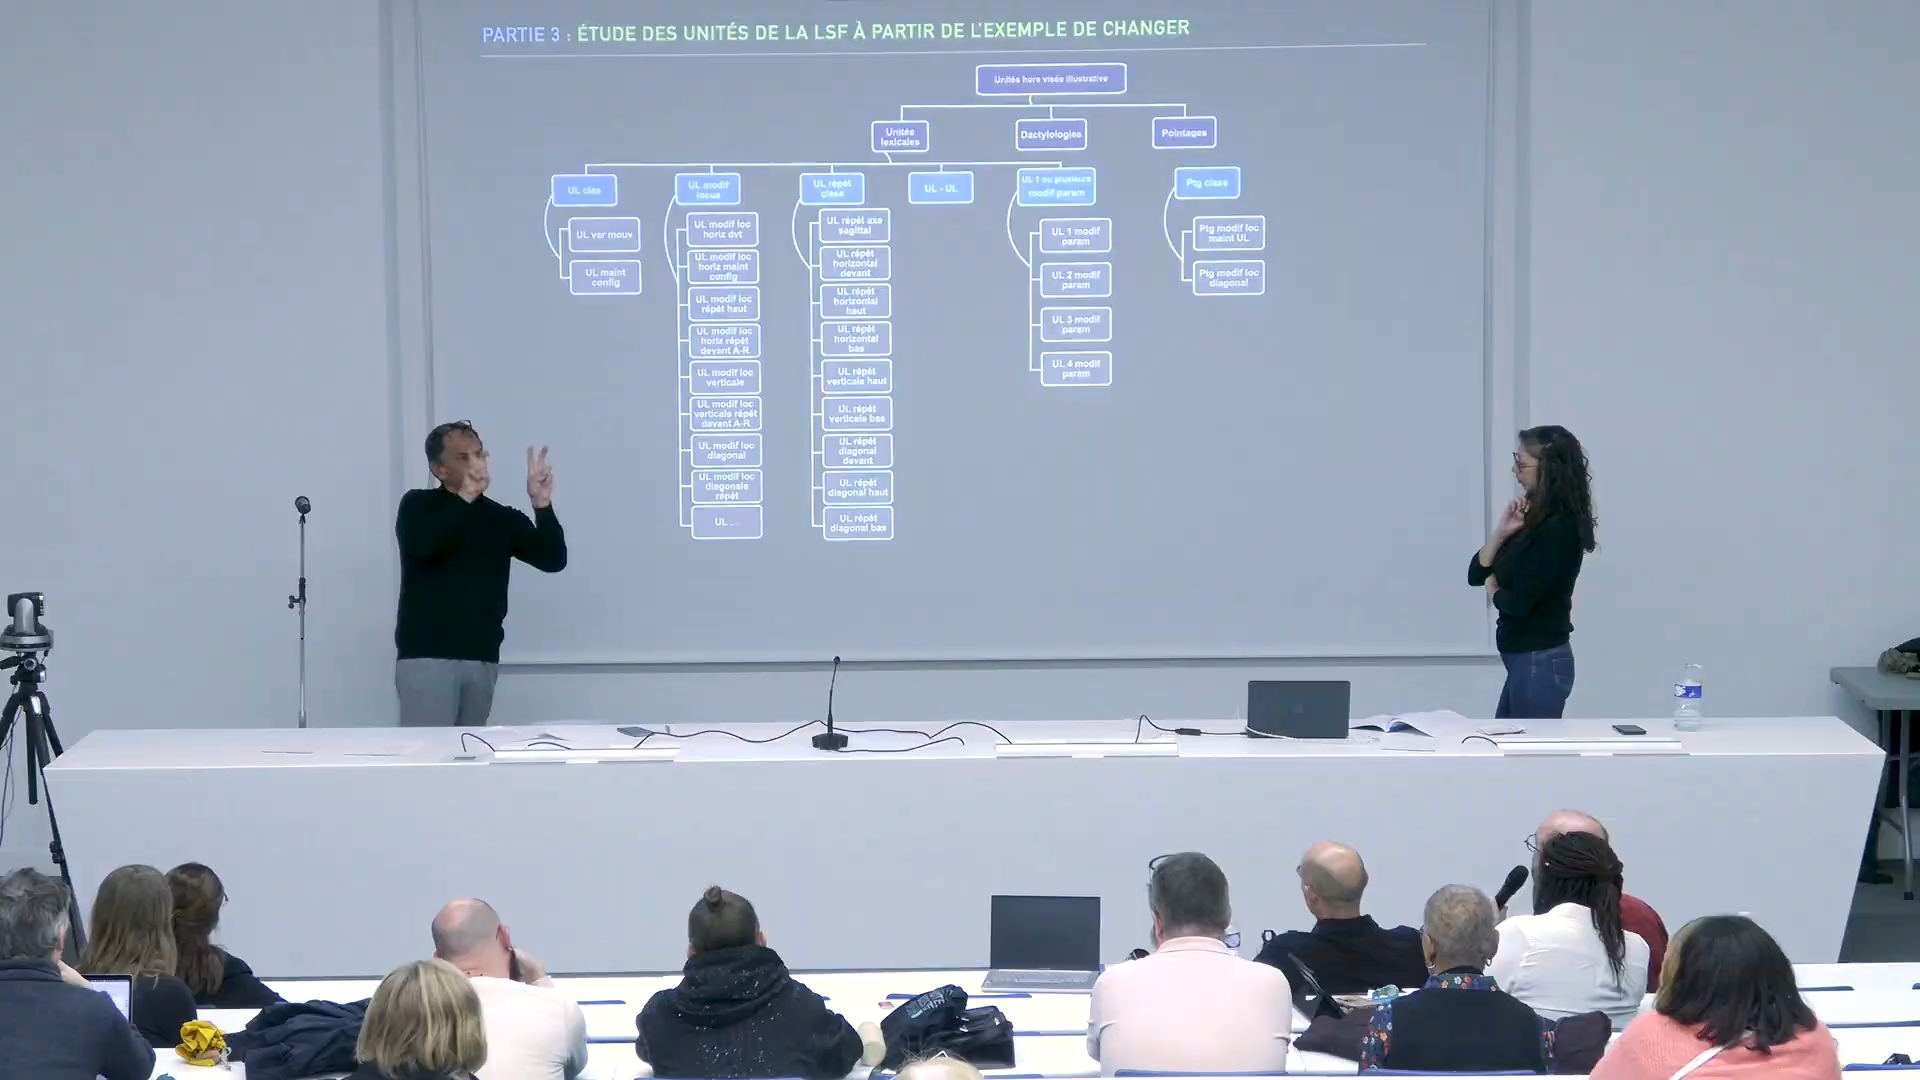 PARTIE 3 : ÉTUDE DES UNITÉS DE LA LSF À PARTIR DE L'EXEMPLE DE CHANGER
Unités hors visée illustrative
Unités
lexicales
Dactylologies
Pointages
UL clas
UL modif
locus
UL répét
class
UL - UL
UL 1 ou plusieurs
modif param
Ptg class
UL var mouv
UL maint
config
UL modif loc
horiz dvt
UL modif loc
horiz maint
config
UL modif loc
répét haut
UL modif loc
horiz répét
devant A-R
UL modif loc
verticale
UL modif loc
verticale répét
devant A-R
UL modif loc
diagonal
UL modif loc
diagonale
répét
UL ...
UL répét axe
sagittal
UL répét
horizontal
devant
UL répét
horizontal
haut
UL répét
horizontal
bas
UL répét
verticale haut
UL répét
verticale bas
UL répét
diagonal
devant
UL répét
diagonal haut
UL répét
diagonal bas
UL 1 modif
param
UL 2 modif
param
UL 3 modif
param
UL 4 modif
param
Ptg modif loc
maint UL
Ptg modif loc
diagonal